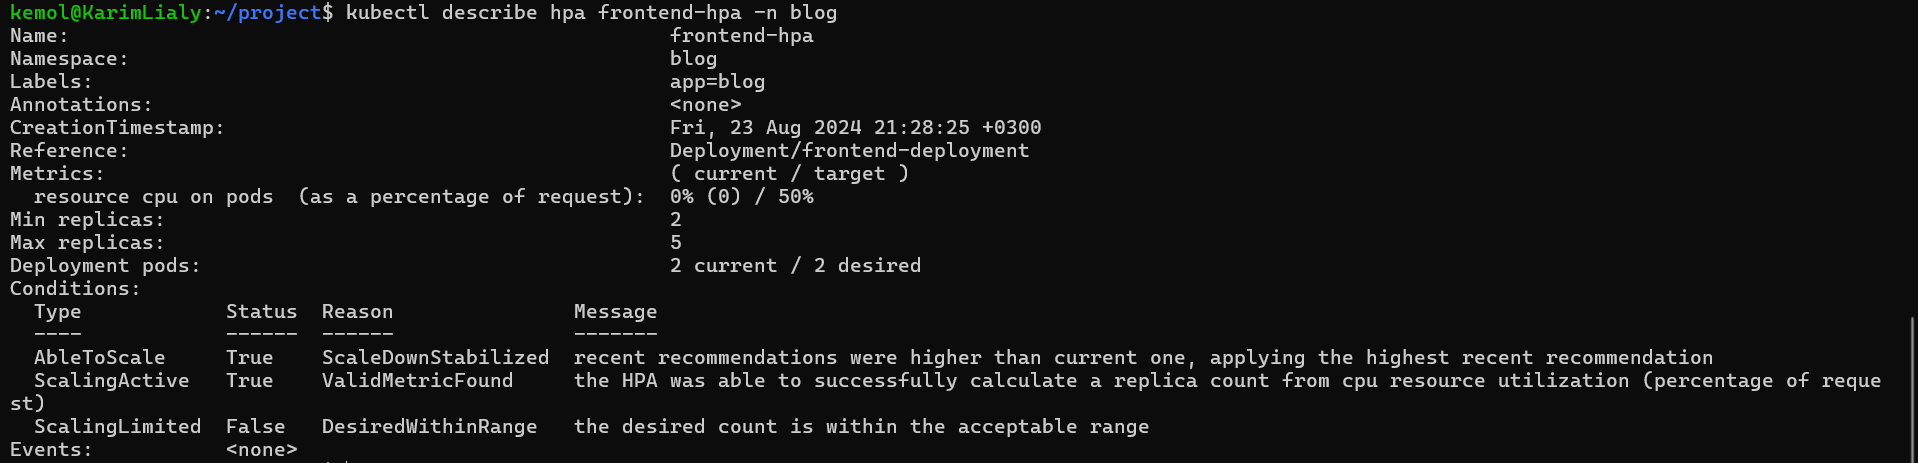 kemol@KarimLialy:~/project$ kubectl describe hpa frontend-hpa -n blog
Name:                                                  frontend-hpa
Namespace:                                             blog
Labels:                                                app=blog
Annotations:                                           <none>
CreationTimestamp:                                     Fri, 23 Aug 2024 21:28:25 +0300
Reference:                                             Deployment/frontend-deployment
Metrics:                                               ( current / target )
  resource cpu on pods  (as a percentage of request):  0% (0) / 50%
Min replicas:                                          2
Max replicas:                                          5
Deployment pods:                                       2 current / 2 desired
Conditions:
  Type            Status  Reason               Message
  ----            ------  ------               -------
  AbleToScale     True    ScaleDownStabilized  recent recommendations were higher than current one, applying the highest recent recommendation
  ScalingActive   True    ValidMetricFound     the HPA was able to successfully calculate a replica count from cpu resource utilization (percentage of reque
st)
  ScalingLimited  False   DesiredWithinRange   the desired count is within the acceptable range
Events:           <none>